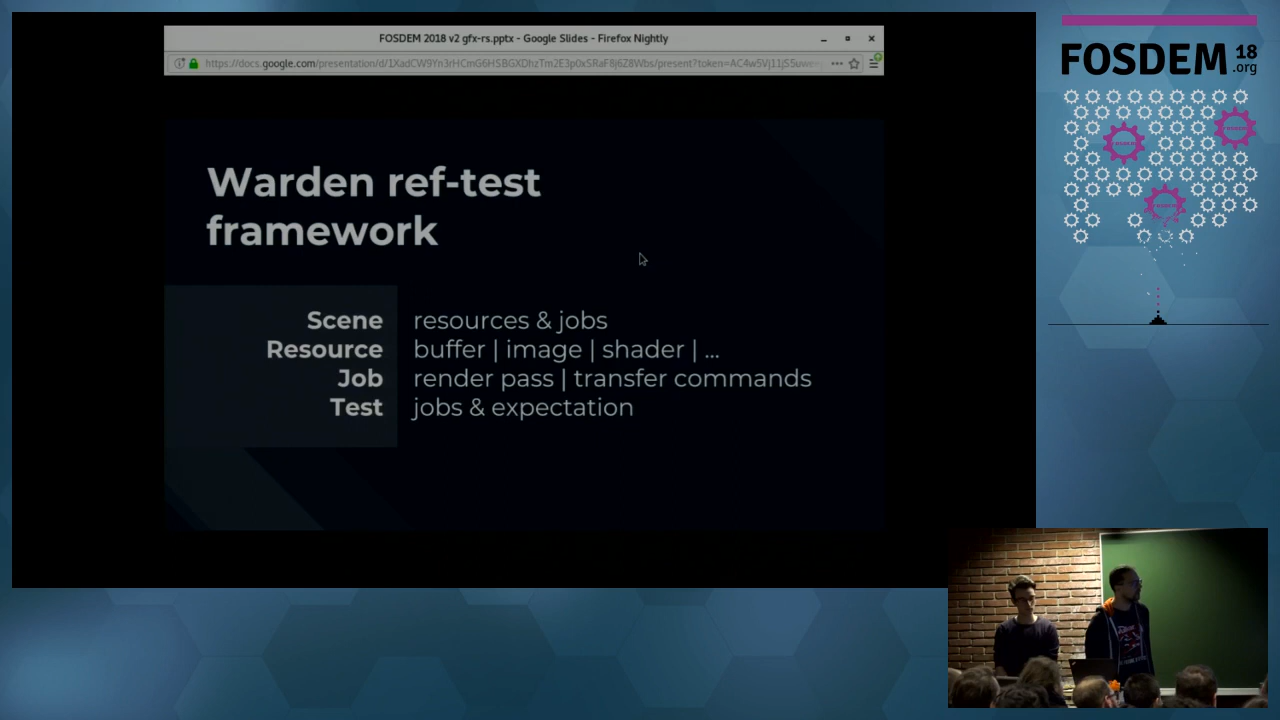 FOSDEM 2018 v2 gfx-rs.pptx - Google Slides - Firefox Nightly
Warden ref-test
framework
Scene resources & jobs
Resource buffer | image | shader | ...
Job render pass | transfer commands
Test jobs & expectation
FOSDEM 18
.org